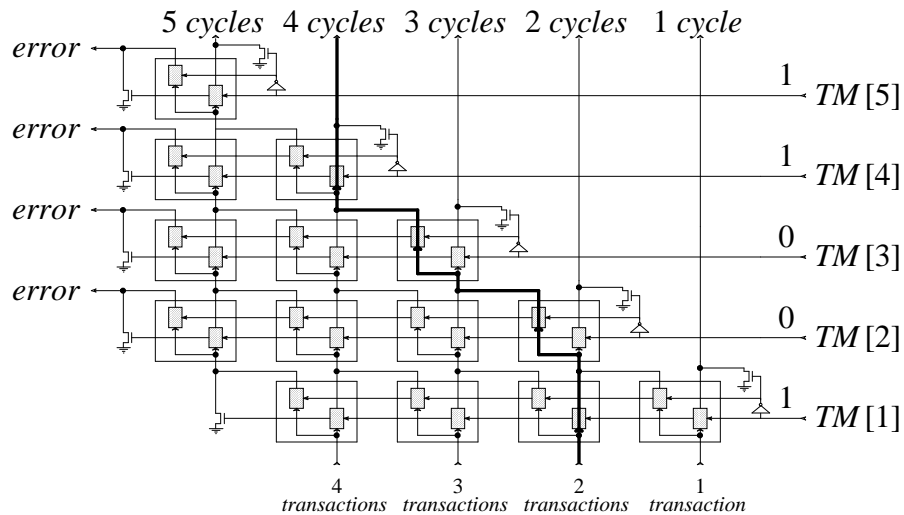 5 cycles 4 cycles 3 cycles 2 cycles 1 cycle
error
1 TM [5]
error
1 TM [4]
error
0 TM [3]
error
0 TM [2]
1 TM [1]
4 3 2 1
transactions transactions transactions transaction